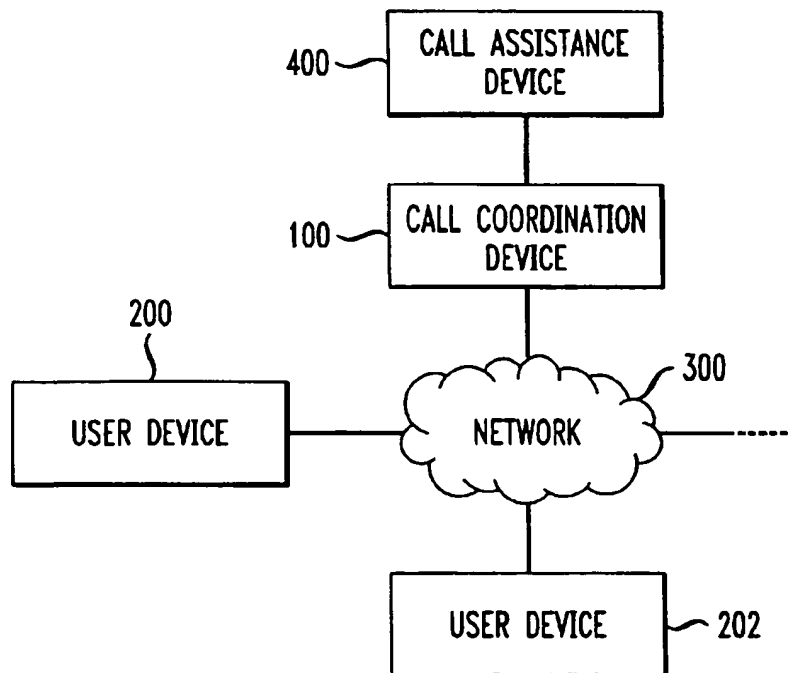 CALL ASSISTANCE
DEVICE
400
CALL COORDINATION
DEVICE
100
200
USER DEVICE
NETWORK
300
USER DEVICE
202